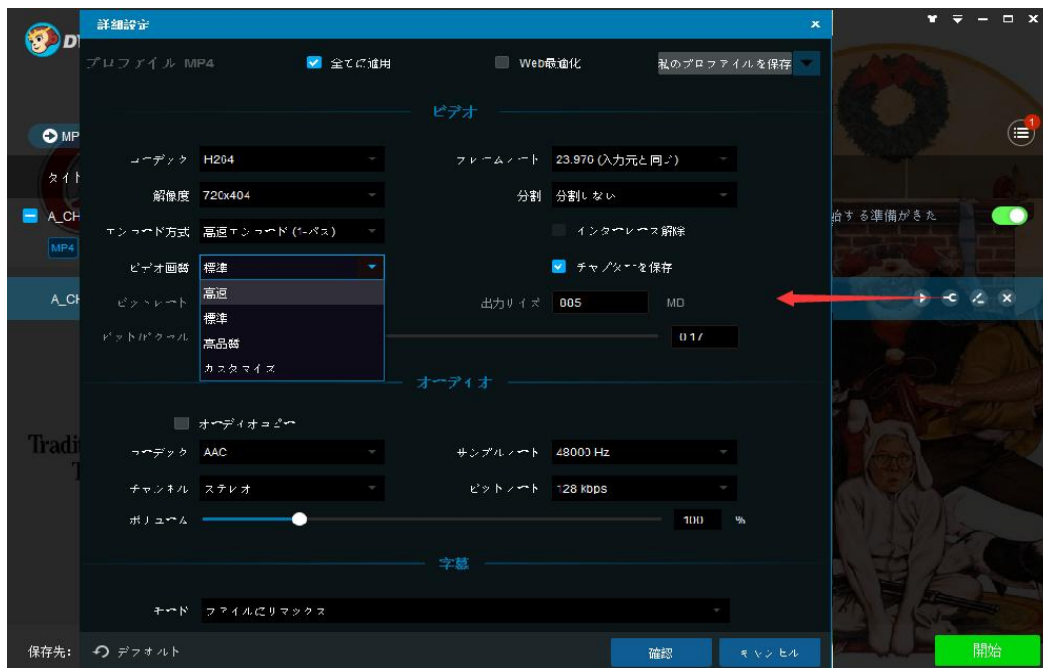 詳細設定
プロファイル MP4
全てに適用
Web最適化
私のプロファイルを保存
ビデオ
1
MP
コーデック H264
フレームレート 23.976 (入力元と同じ)
タイト
解像度 720x404
分割 分割しない
A_CH
エンコード方式 高速エンコード (1-パス)
インターレース解除
MP4
ビデオ画質 標準
チャプターを保存
A_CH
高速
標準
高品質
カスタマイズ
ビットレート
出力サイズ
オーディオ
オーディオコピー
コーデック AAC
サンプルレート 48000 Hz
チャンネル ステレオ
ビットレート 128 kbps
ボリューム 100 %
Tradi
T
字幕
モード ファイルにリマックス
保存先:
デフォルト
確認
キャンセル
開始